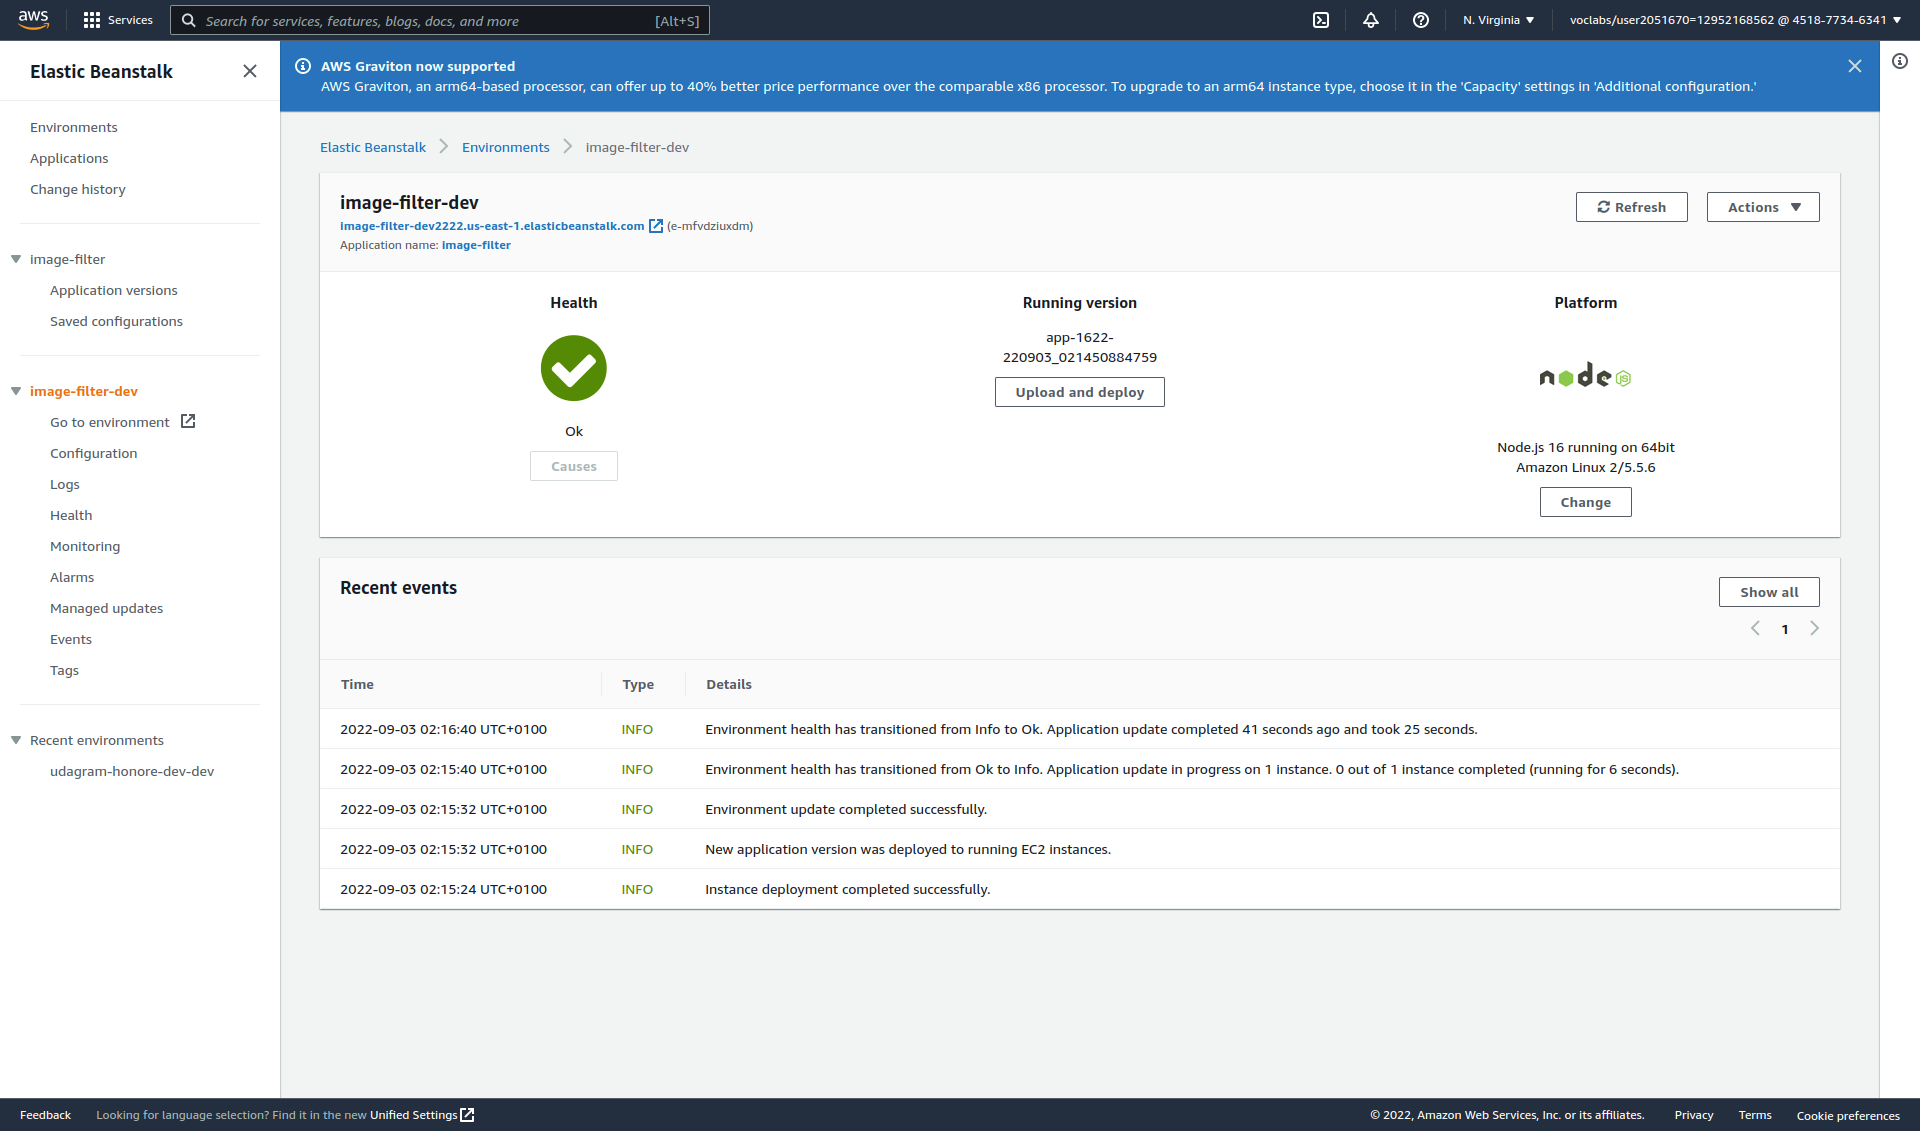 aws
Services
Search for services, features, blogs, docs, and more [Alt+S]
N. Virginia
voclabs/user2051670=12952168562 @ 4518-7734-6341
Elastic Beanstalk
Environments
Applications
Change history
image-filter
Application versions
Saved configurations
image-filter-dev
Go to environment
Configuration
Logs
Health
Monitoring
Alarms
Managed updates
Events
Tags
Recent environments
udagram-honore-dev-dev
AWS Graviton now supported
AWS Graviton, an arm64-based processor, can offer up to 40% better price performance over the comparable x86 processor. To upgrade to an arm64 instance type, choose it in the 'Capacity' settings in 'Additional configuration.'
Elastic Beanstalk
Environments
image-filter-dev
image-filter-dev
image-filter-dev2222.us-east-1.elasticbeanstalk.com (e-mfvdziuxdm)
Application name: image-filter
Refresh
Actions
Health
Ok
Causes
Running version
app-1622-
220903_021450884759
Upload and deploy
Platform
node JS
Node.js 16 running on 64bit
Amazon Linux 2/5.5.6
Change
Recent events
Show all
1
Time Type Details
2022-09-03 02:16:40 UTC+0100 INFO Environment health has transitioned from Info to Ok. Application update completed 41 seconds ago and took 25 seconds.
2022-09-03 02:15:40 UTC+0100 INFO Environment health has transitioned from Ok to Info. Application update in progress on 1 instance. 0 out of 1 instance completed (running for 6 seconds).
2022-09-03 02:15:32 UTC+0100 INFO Environment update completed successfully.
2022-09-03 02:15:32 UTC+0100 INFO New application version was deployed to running EC2 instances.
2022-09-03 02:15:24 UTC+0100 INFO Instance deployment completed successfully.
Feedback
Looking for language selection? Find it in the new Unified Settings
© 2022, Amazon Web Services, Inc. or its affiliates.
Privacy
Terms
Cookie preferences